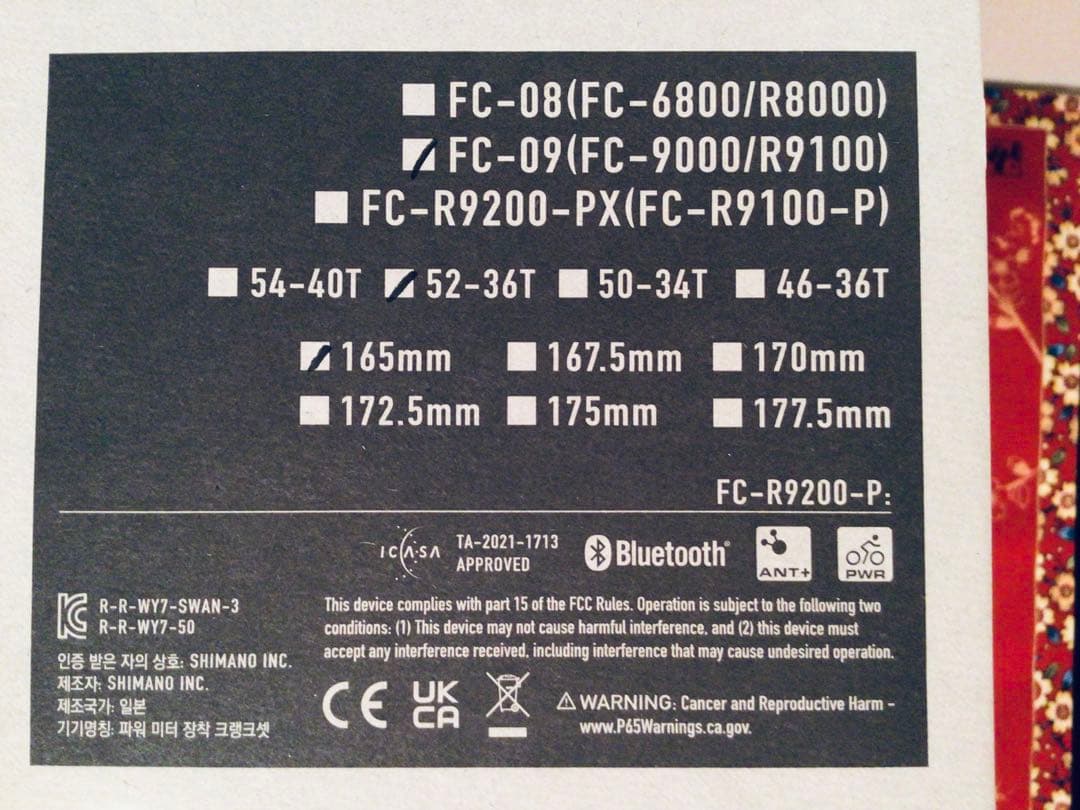 FC-08(FC-6800/R8000)
FC-09(FC-9000/R9100)
FC-R9200-PX(FC-R9100-P)
54-40T 52-36T 50-34T 46-36T
165mm 167.5mm 170mm
172.5mm 175mm 177.5mm
FC-R9200-P:
ICASA TA-2021-1713 APPROVED
Bluetooth®
ANT+
PWR
R-R-WY7-SWAN-3
R-R-WY7-50
인증 받은 자의 상호: SHIMANO INC.
제조자: SHIMANO INC.
제조국가: 일본
기기명칭: 파워 미터 장착 크랭크셋
This device complies with part 15 of the FCC Rules. Operation is subject to the following two
conditions: (1) This device may not cause harmful interference, and (2) this device must
accept any interference received, including interference that may cause undesired operation.
CE
UK
CA
⚠ WARNING: Cancer and Reproductive Harm -
www.P65Warnings.ca.gov.